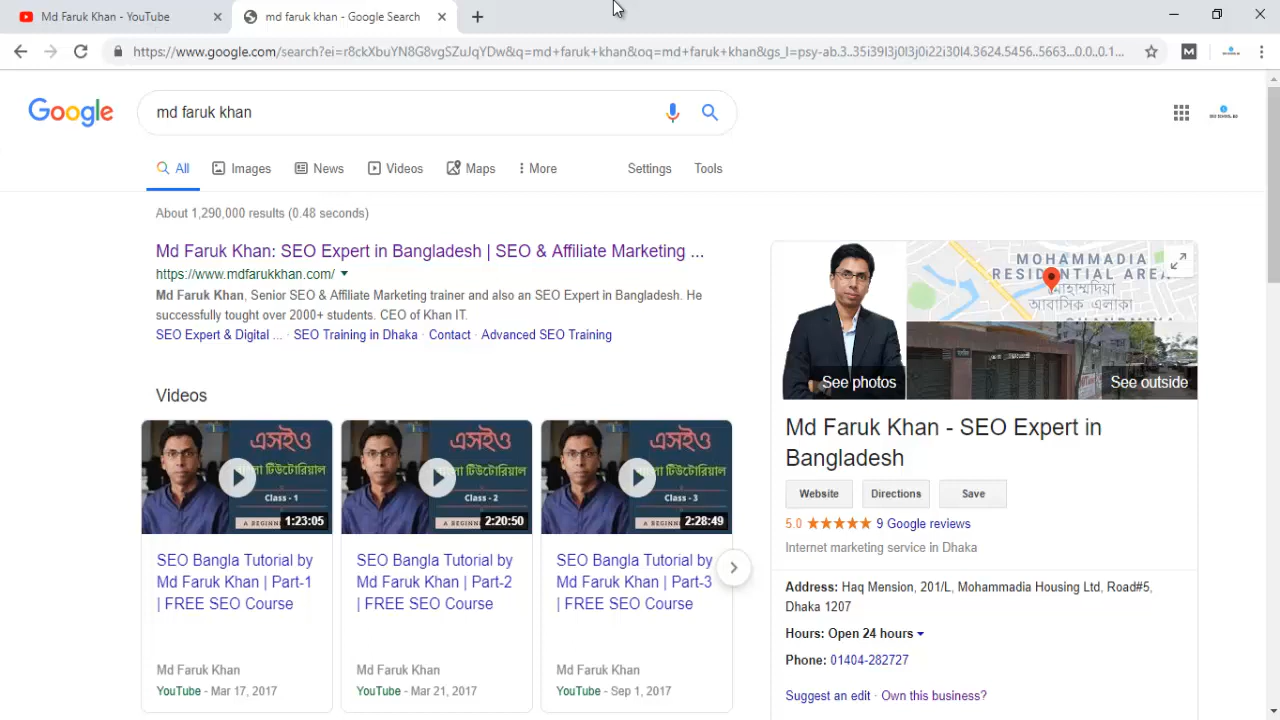 Md Faruk Khan - YouTube
md faruk khan - Google Search
https://www.google.com/search?ei=r8ckXbuYN8G8vgSZuJqYDw&q=md+faruk+khan&oq=md+faruk+khan&gs_l=psy-ab.3..35i39l3j0l3j0i22i30l4.3624.5456..5663...0.0..0.1...
Google
md faruk khan
All
Images
News
Videos
Maps
More
Settings
Tools
About 1,290,000 results (0.48 seconds)
Md Faruk Khan: SEO Expert in Bangladesh | SEO & Affiliate Marketing ...
https://www.mdfarukkhan.com/
Md Faruk Khan, Senior SEO & Affiliate Marketing trainer and also an SEO Expert in Bangladesh. He
successfully tought over 2000+ students. CEO of Khan IT.
SEO Expert & Digital ... · SEO Training in Dhaka · Contact · Advanced SEO Training
Videos
এসইও
বাংলা টিউটোরিয়াল
Class - 1
A BEGINN
1:23:05
SEO Bangla Tutorial by
Md Faruk Khan | Part-1
| FREE SEO Course
Md Faruk Khan
YouTube - Mar 17, 2017
এসইও
বাংলা টিউটোরিয়াল
Class - 2
A BEGINN
2:20:50
SEO Bangla Tutorial by
Md Faruk Khan | Part-2
| FREE SEO Course
Md Faruk Khan
YouTube - Mar 21, 2017
এসইও
বাংলা টিউটোরিয়াল
Class - 3
A BEGINN
2:28:49
SEO Bangla Tutorial by
Md Faruk Khan | Part-3
| FREE SEO Course
Md Faruk Khan
YouTube - Sep 1, 2017
MOHAMMADIA
RESIDENTIAL AREA
মোহাম্মদিয়া
আবাসিক এলাকা
See photos
See outside
Md Faruk Khan - SEO Expert in
Bangladesh
Website
Directions
Save
5.0 ★★★★★ 9 Google reviews
Internet marketing service in Dhaka
Address: Haq Mension, 201/L, Mohammadia Housing Ltd, Road#5,
Dhaka 1207
Hours: Open 24 hours
Phone: 01404-282727
Suggest an edit · Own this business?